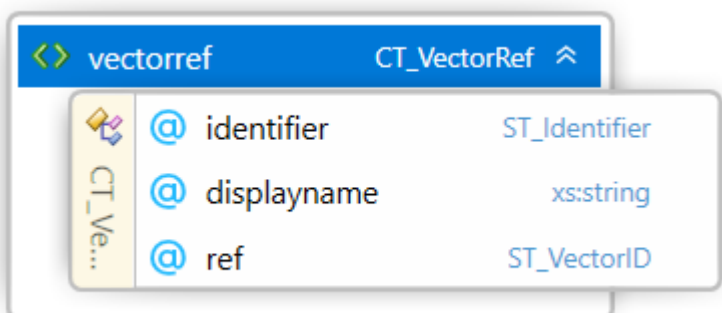 vectorref CT_VectorRef
@ identifier ST_Identifier
@ displayname xs:string
@ ref ST_VectorID
CT_Ve...